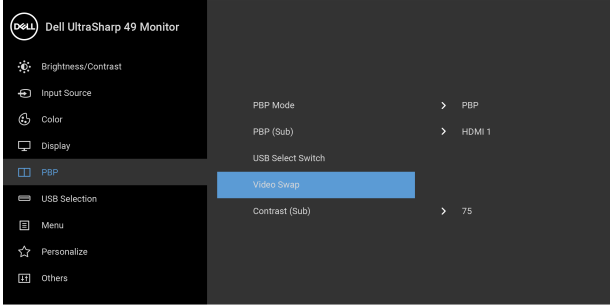 DELL Dell UltraSharp 49 Monitor
Brightness/Contrast
Input Source
Color
Display
PBP
USB Selection
Menu
Personalize
Others
PBP Mode > PBP
PBP (Sub) > HDMI 1
USB Select Switch
Video Swap
Contrast (Sub) > 75